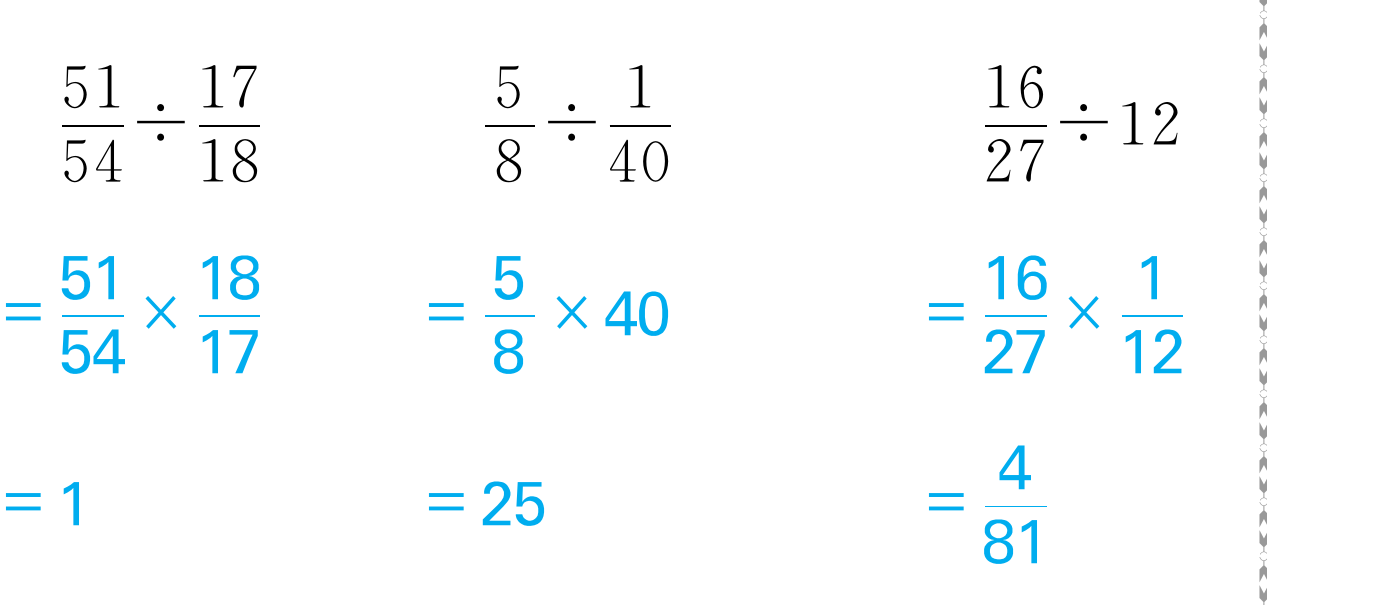 51/54 ÷ 17/18    5/8 ÷ 1/40    16/27 ÷ 12
= 51/54 × 18/17    = 5/8 × 40    = 16/27 × 1/12
= 1    = 25    = 4/81